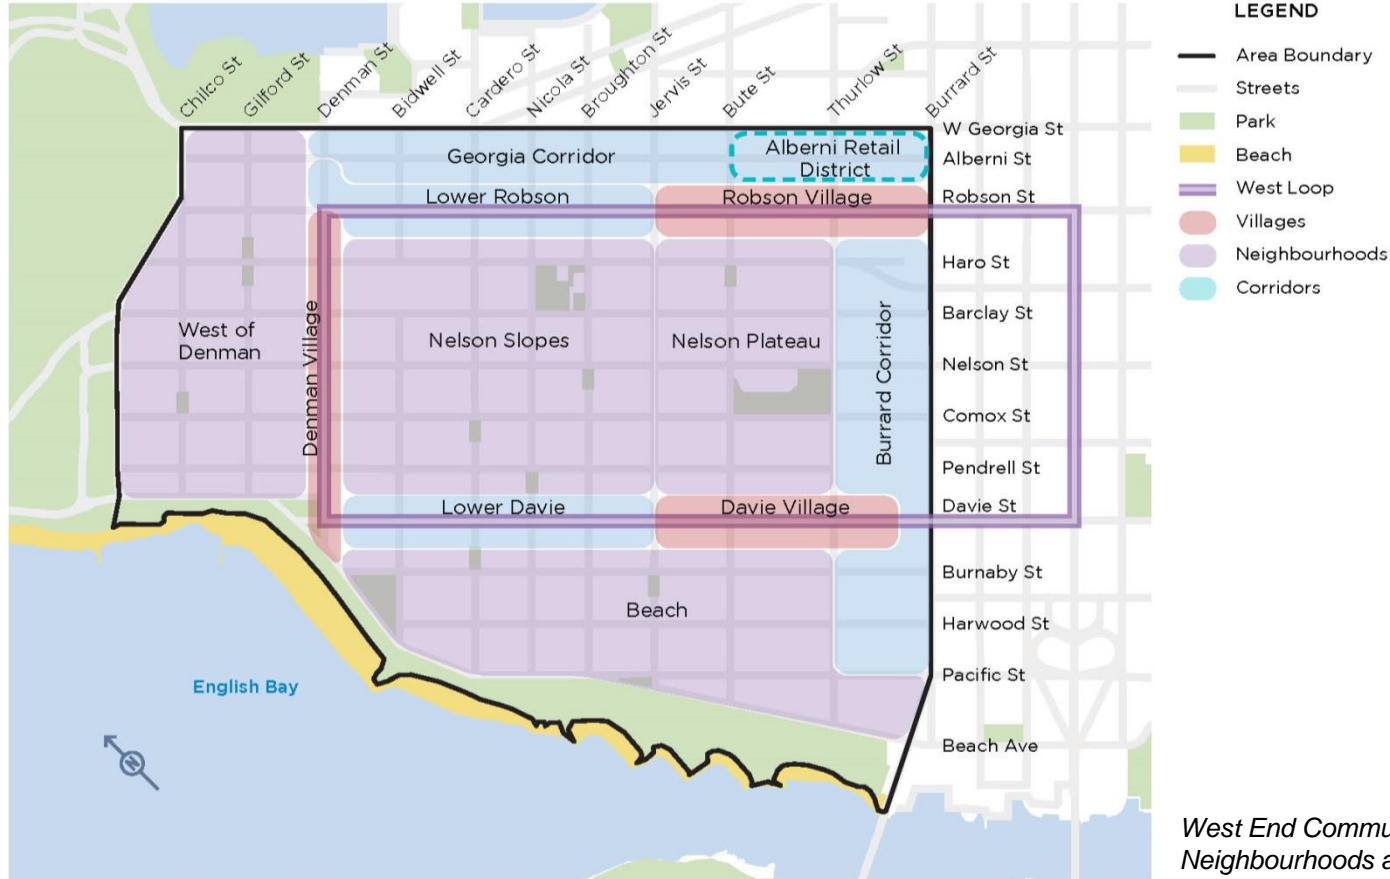 LEGEND
Area Boundary
Streets
Park
Beach
West Loop
Villages
Neighbourhoods
Corridors
Chilco St
Gilford St
Denman St
Bidwell St
Cardero St
Nicola St
Broughton St
Jervis St
Bute St
Thurlow St
Burrard St
W Georgia St
Alberni St
Robson St
Haro St
Barclay St
Nelson St
Comox St
Pendrell St
Davie St
Burnaby St
Harwood St
Pacific St
Beach Ave
Georgia Corridor
Alberni Retail
District
Lower Robson
Robson Village
West of
Denman
Denman Village
Nelson Slopes
Nelson Plateau
Burrard Corridor
Lower Davie
Davie Village
Beach
English Bay
N
West End
Neighbourhoods